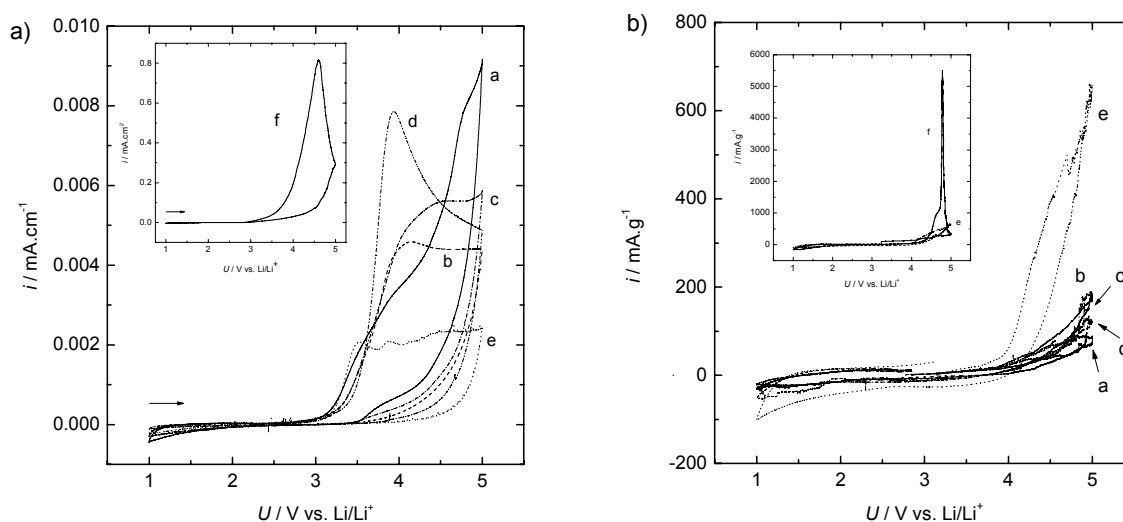 a)
0.010
0.008
0.006
0.004
0.002
0.000
i / mA.cm⁻²
1 2 3 4 5
U / V vs. Li/Li⁺
a
d
c
b
e
0.8
0.6
0.4
0.2
0.0
i / mA.cm⁻²
f
1 2 3 4 5
U / V vs. Li/Li⁺
b)
800
600
400
200
0
-200
i / mA.g⁻¹
1 2 3 4 5
U / V vs. Li/Li⁺
e
b
c
d
a
6000
5000
4000
3000
2000
1000
0
i / mA.g⁻¹
f
e
1 2 3 4 5
U / V vs. Li/Li⁺